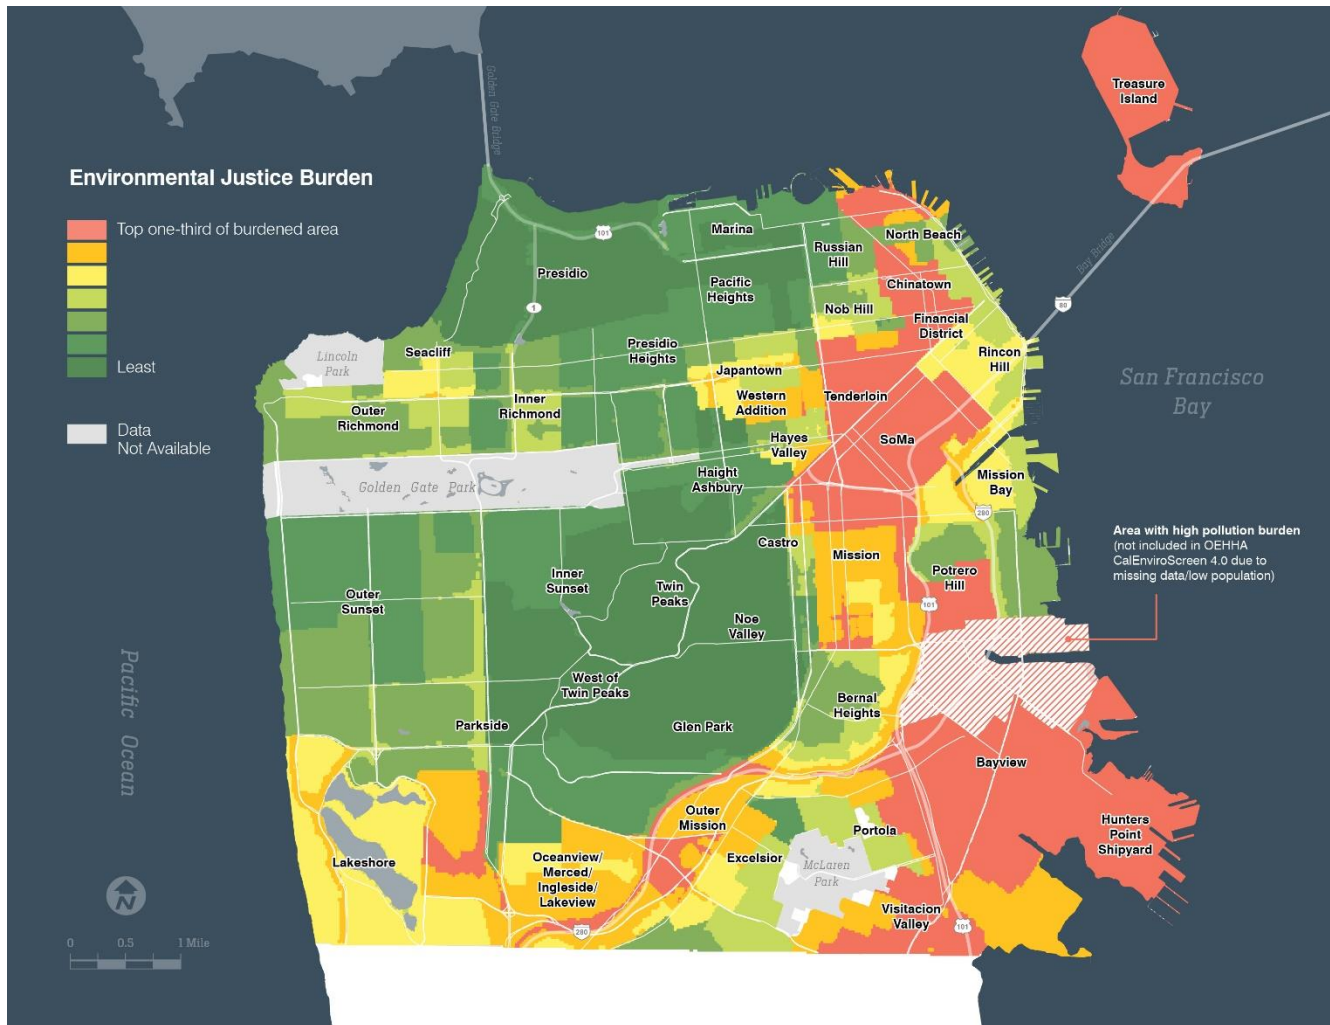 Golden Gate Bridge
Treasure
Island
Environmental Justice Burden
Top one-third of burdened area
Least
Data
Not Available
101
Marina
North Beach
Russian
Hill
Presidio
Bay Bridge
Pacific
Heights
Chinatown
80
1
Nob Hill
Financial
District
Lincoln
Park
Seacliff
Presidio
Heights
Rincon
Hill
San Francisco
Bay
Japantown
Western
Addition
Tenderloin
Outer
Richmond
Inner
Richmond
Hayes
Valley
SoMa
Golden Gate Park
Haight
Ashbury
Mission
Bay
280
Area with high pollution burden
(not included in OEHHA
CalEnviroScreen 4.0 due to
missing data/low population)
Castro
Mission
Potrero
Hill
Inner
Sunset
Twin
Peaks
Outer
Sunset
101
Noe
Valley
Pacific Ocean
West of
Twin Peaks
Bernal
Heights
Parkside
Glen Park
Bayview
Outer
Mission
Hunters
Point
Shipyard
Portola
Lakeshore
Oceanview/
Merced/
Ingleside/
Lakeview
Excelsior
McLaren
Park
N
Visitacion
Valley
280
101
0 0.5 1 Mile